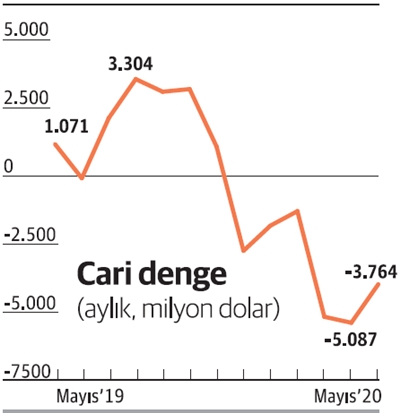 5.000
3.304
2.500
1.071
0
-2.500
Cari denge
-3.764
-5.000
(aylık, milyon dolar)
-5.087
-7500
Mayıs'19
Mayıs'20